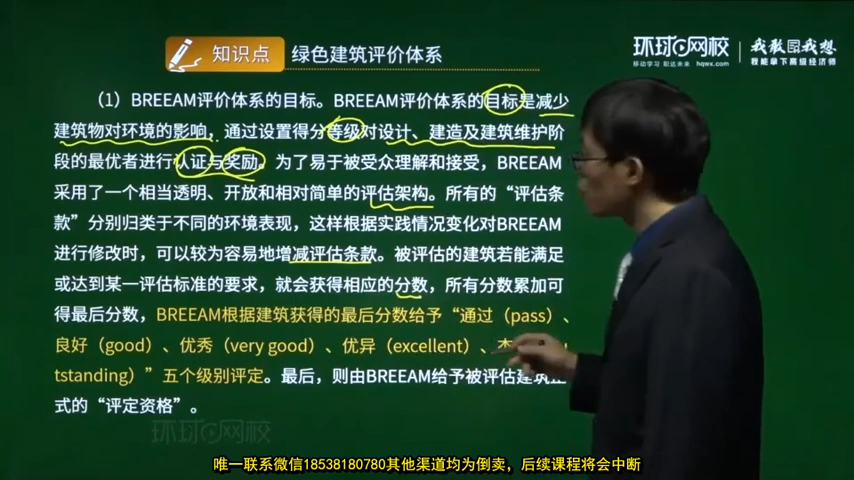 知识点 绿色建筑评价体系
环球网校 我敢 我想
移动学习 职达未来 hqwx.com 我能拿下高级经济师
（1）BREEAM评价体系的目标。BREEAM评价体系的目标是减少
建筑物对环境的影响，通过设置得分等级对设计、建造及建筑维护阶
段的最优者进行认证与奖励。为了易于被受众理解和接受，BREEAM
采用了一个相当透明、开放和相对简单的评估架构。所有的“评估条
款”分别归类于不同的环境表现，这样根据实践情况变化对BREEAM
进行修改时，可以较为容易地增减评估条款。被评估的建筑若能满足
或达到某一评估标准的要求，就会获得相应的分数，所有分数累加可
得最后分数，BREEAM根据建筑获得的最后分数给予“通过（pass）、
良好（good）、优秀（very good）、优异（excellent）、
tstanding）”五个级别评定。最后，则由BREEAM给予被评估建筑正
式的“评定资格”。
环球网校
唯一联系微信18538180780其他渠道均为倒卖，后续课程将会中断